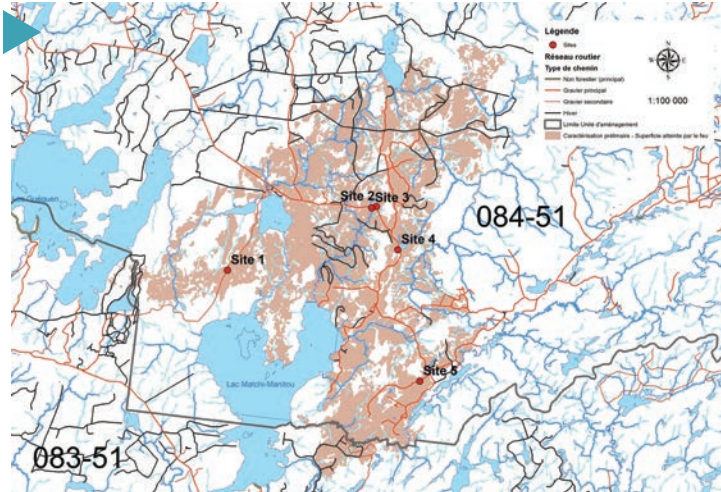 Légende
Sites
Réseau routier
Type de chemin
Non forestier (principal)
Gravier principal
Gravier secondaire
Hiver
Limite Unité d'aménagement
Caractérisation prélimaire - Superficie atteinte par le feu
1:100 000
Site 2
Site 3
084-51
Site 4
Site 1
Lac Matchi-Manitou
Site 5
083-51